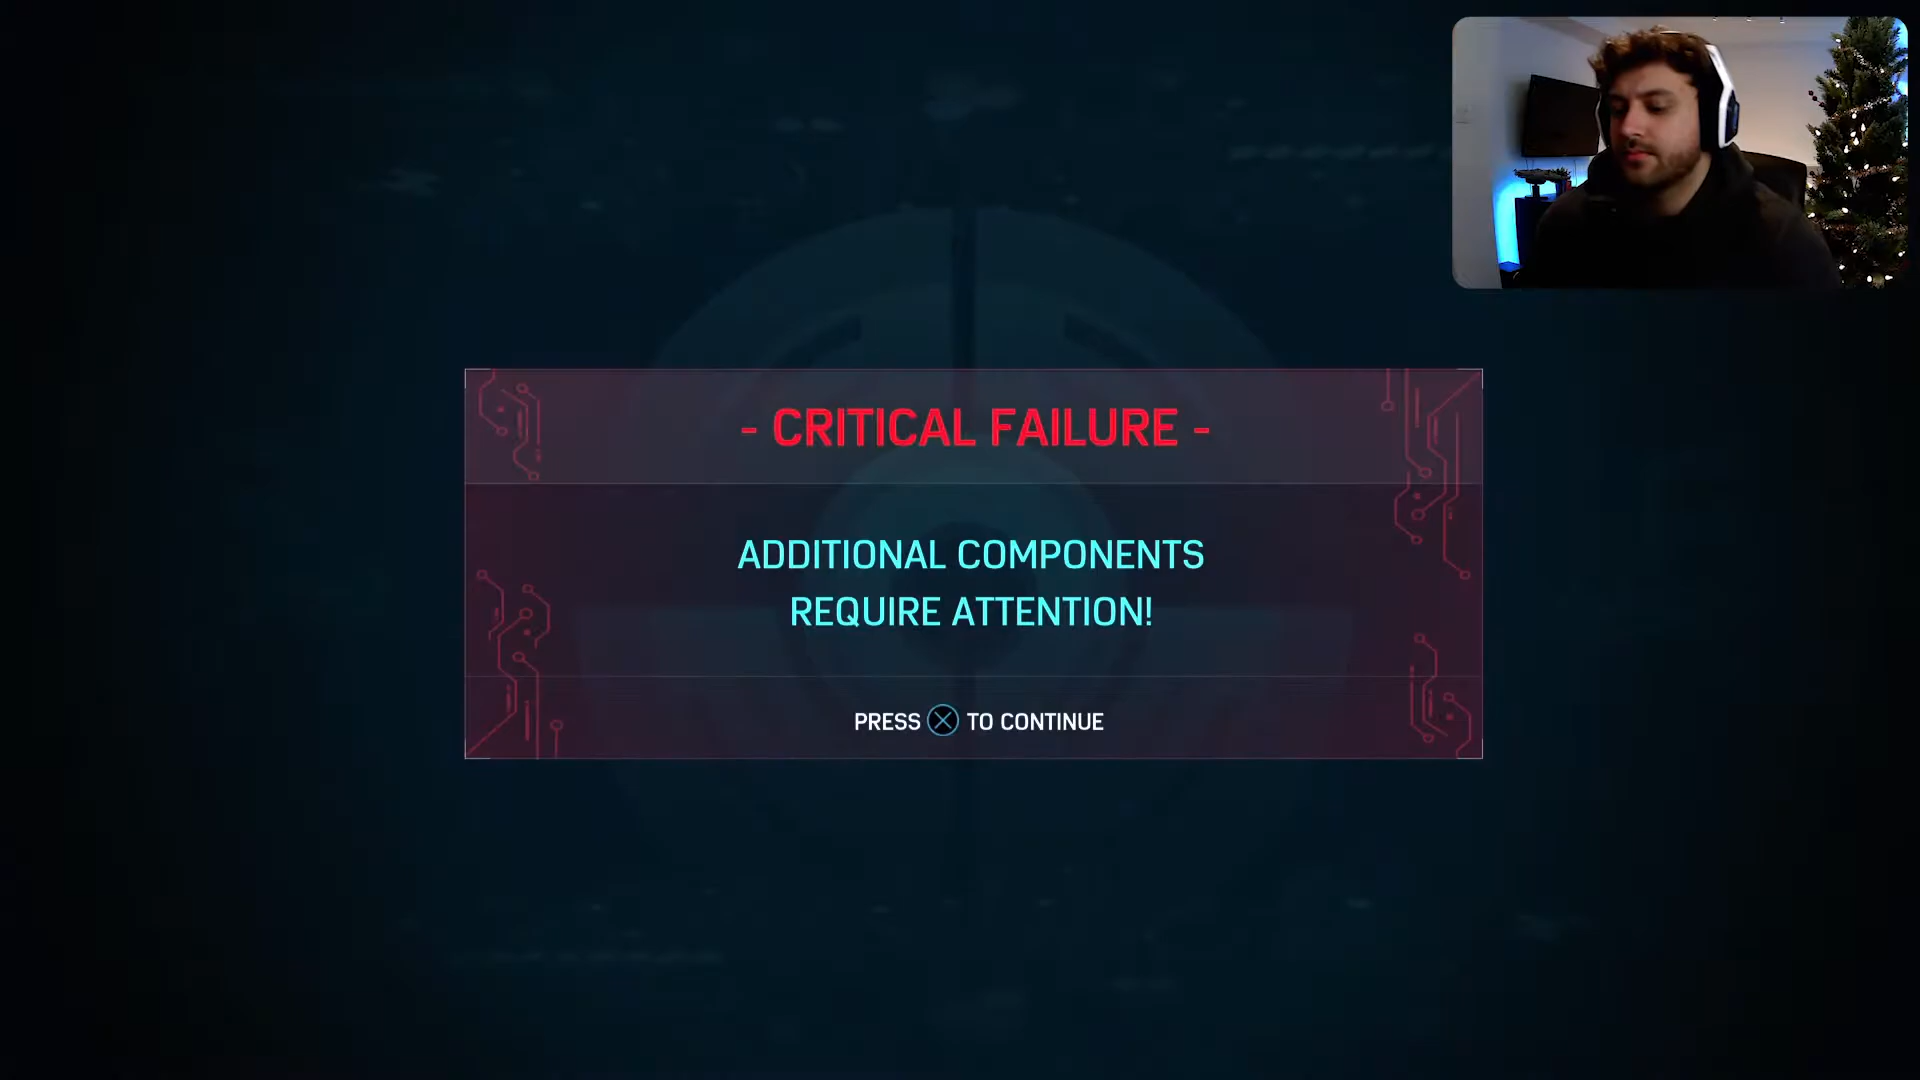 - CRITICAL FAILURE -
ADDITIONAL COMPONENTS
REQUIRE ATTENTION!
PRESS TO CONTINUE